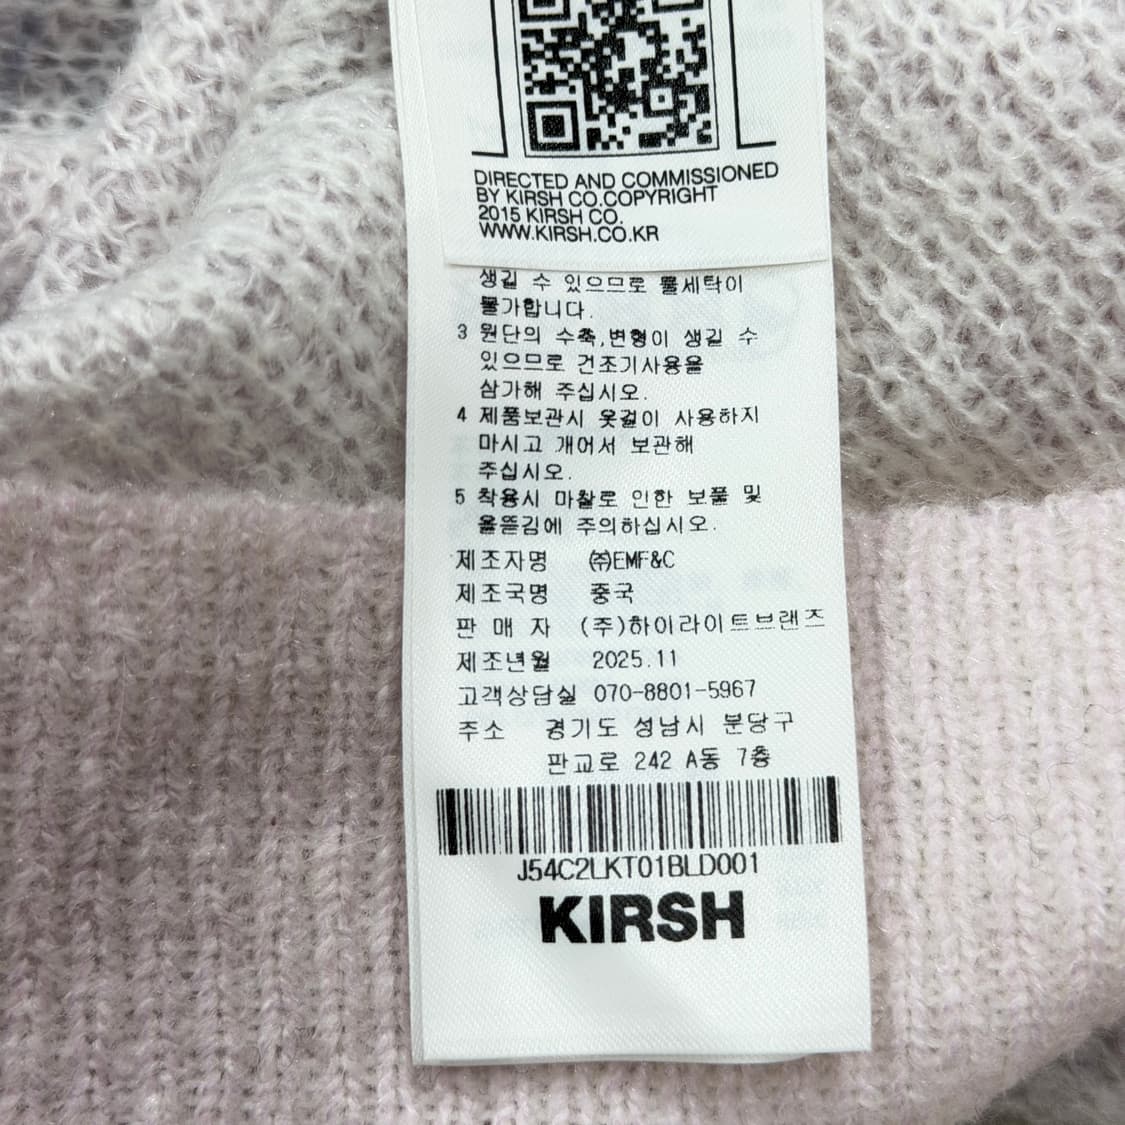 DIRECTED AND COMMISSIONED
BY KIRSH CO.COPYRIGHT
2015 KIRSH CO.
WWW.KIRSH.CO.KR
생길 수 있으므로 물세탁이
불가합니다.
3 원단의 수축,변형이 생길 수
있으므로 건조기사용을
삼가해 주십시오.
4 제품보관시 옷걸이 사용하지
마시고 개어서 보관해
주십시오.
5 착용시 마찰로 인한 보풀 및
올뜯김에 주의하십시오.
제조자명 ㈜EMF&C
제조국명 중국
판 매 자 (주)하이라이트브랜즈
제조년월 2025.11
고객상담실 070-8801-5967
주소 경기도 성남시 분당구
판교로 242 A동 7층
J54C2LKT01BLD001
KIRSH